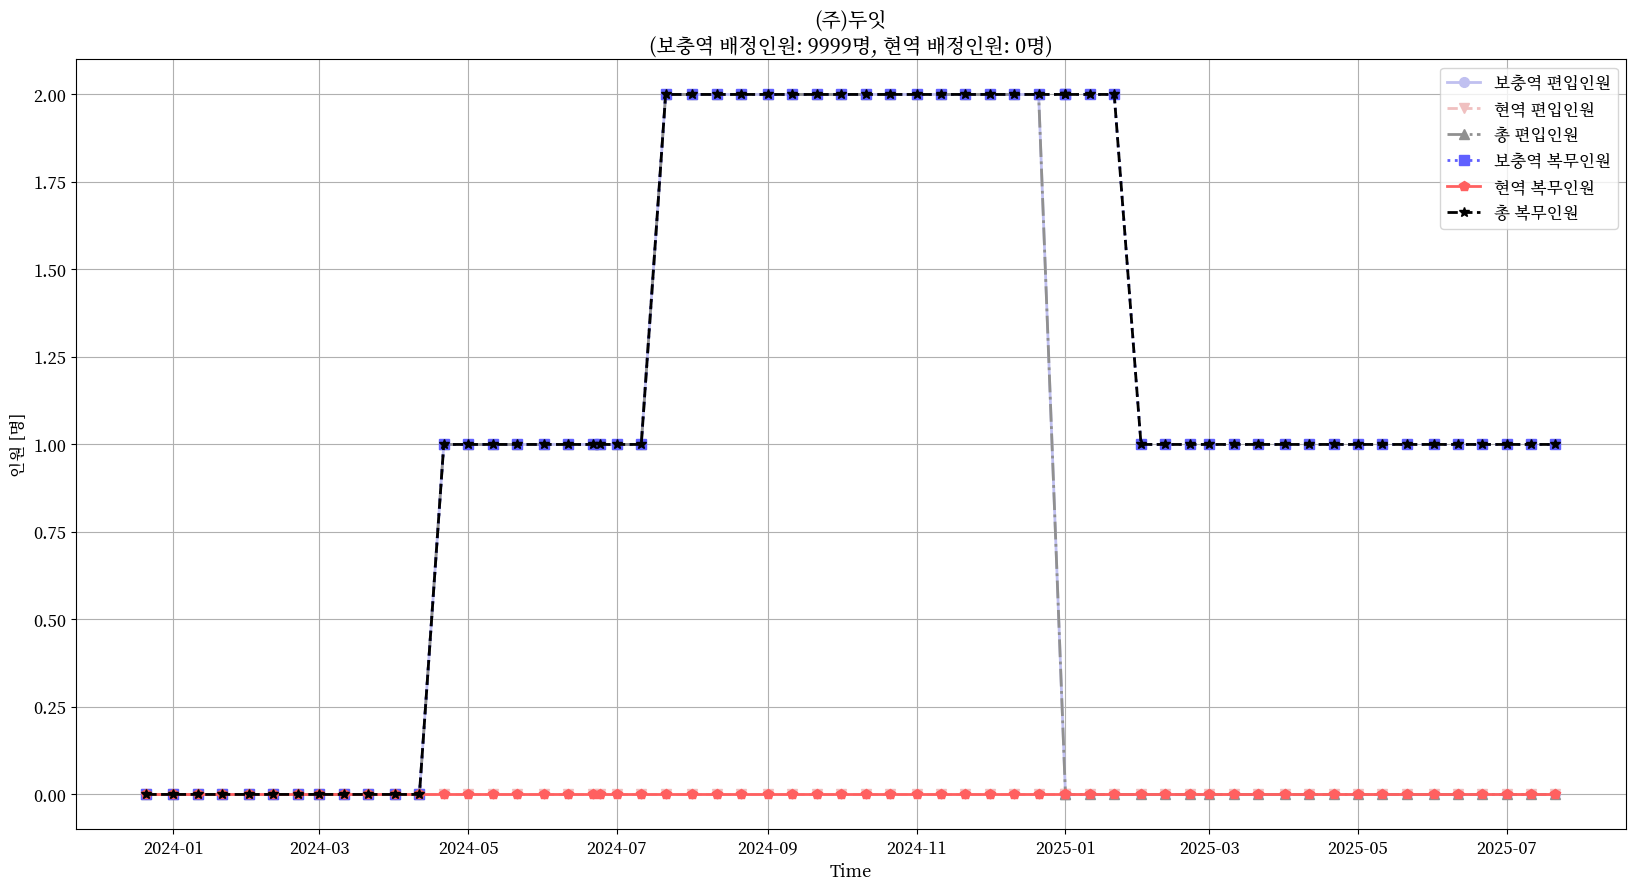 (주)두잇
(보충역 배정인원: 9999명, 현역 배정인원: 0명)
보충역 편입인원
현역 편입인원
총 편입인원
보충역 복무인원
현역 복무인원
총 복무인원
인원 [명]
2.00
1.75
1.50
1.25
1.00
0.75
0.50
0.25
0.00
2024-01
2024-03
2024-05
2024-07
2024-09
2024-11
2025-01
2025-03
2025-05
2025-07
Time